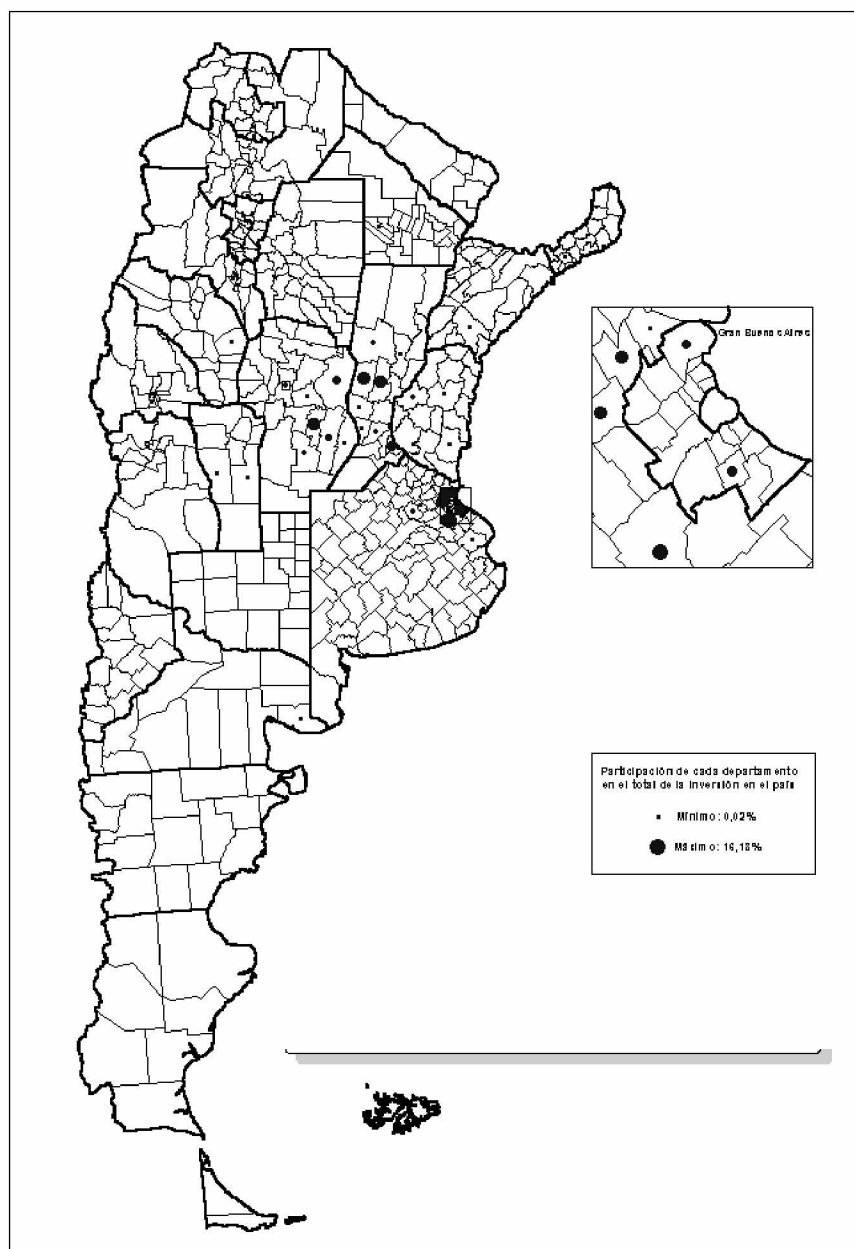 Gran Buenos Aires
Participación de cada departamento
en el total de la inversión en el país
Mínimo: 0,02%
Máximo: 16,18%